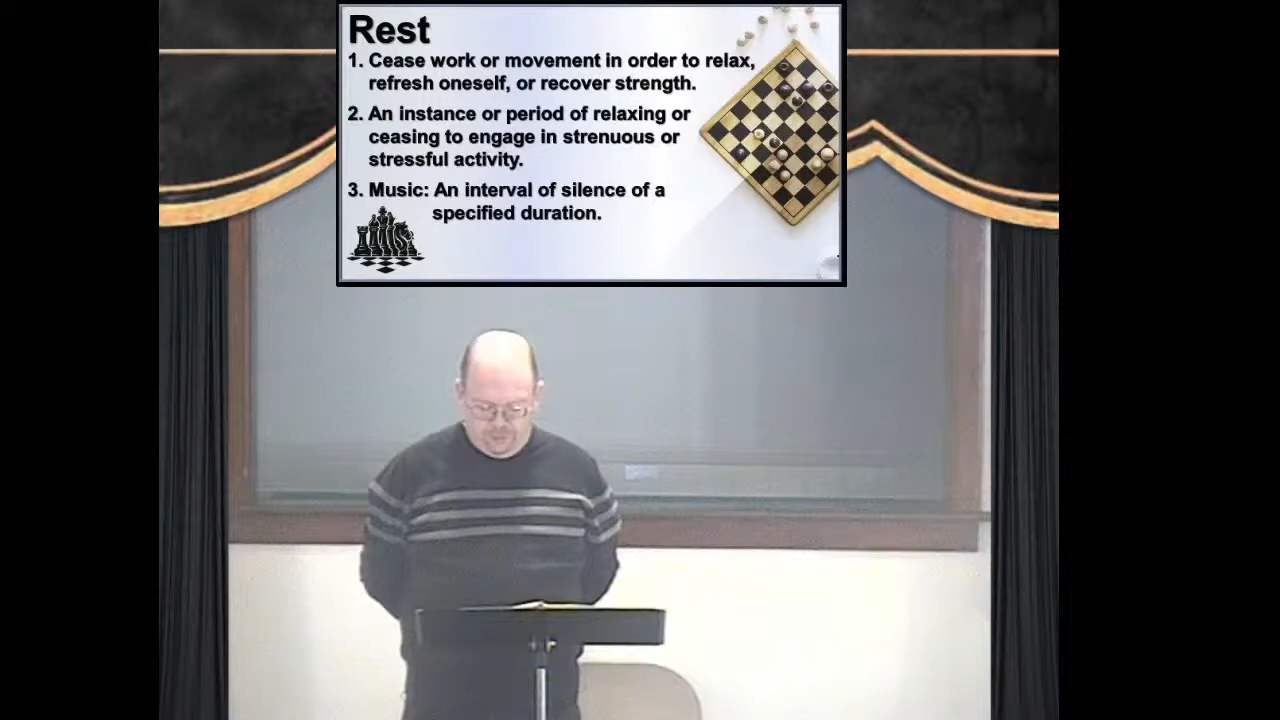 Rest
1. Cease work or movement in order to relax,
refresh oneself, or recover strength.
2. An instance or period of relaxing or
ceasing to engage in strenuous or
stressful activity.
3. Music: An interval of silence of a
specified duration.